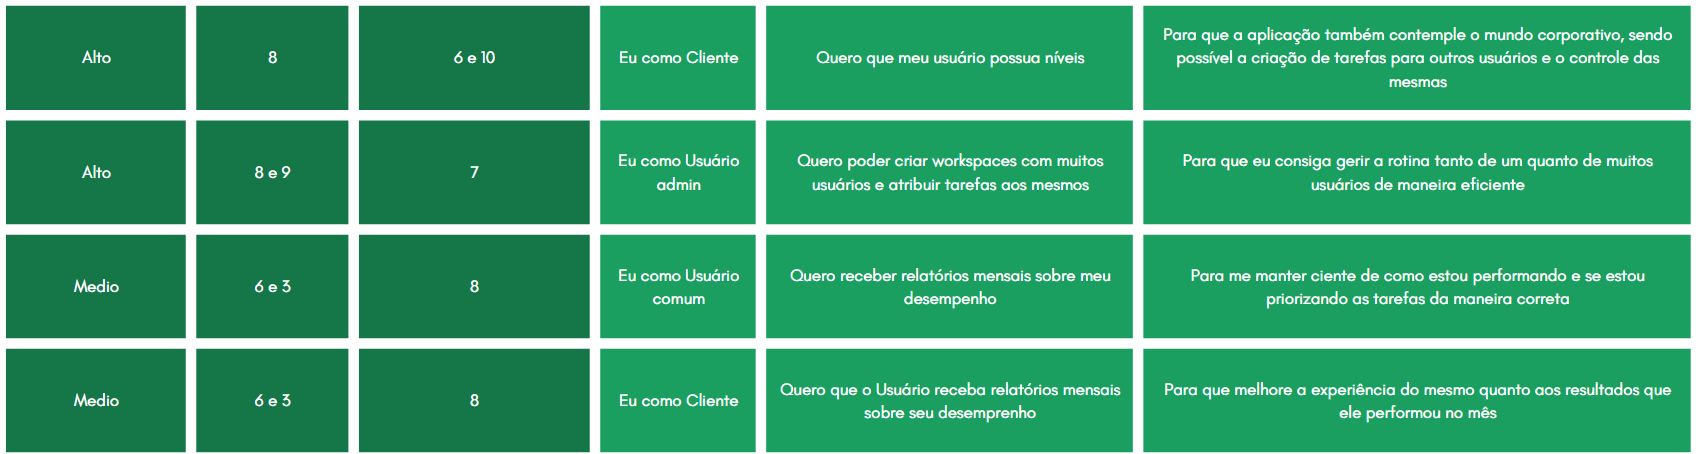 Alto
8
6 e 10
Eu como Cliente
Quero que meu usuário possua níveis
Para que a aplicação também contemple o mundo corporativo, sendo
possível a criação de tarefas para outros usuários e o controle das
mesmas
Alto
8 e 9
7
Eu como Usuário
admin
Quero poder criar workspaces com muitos
usuários e atribuir tarefas aos mesmos
Para que eu consiga gerir a rotina tanto de um quanto de muitos
usuários de maneira eficiente
Medio
6 e 3
8
Eu como Usuário
comum
Quero receber relatórios mensais sobre meu
desempenho
Para me manter ciente de como estou performando e se estou
priorizando as tarefas da maneira correta
Medio
6 e 3
8
Eu como Cliente
Quero que o Usuário receba relatórios mensais
sobre seu desemprenho
Para que melhore a experiência do mesmo quanto aos resultados que
ele performou no mês